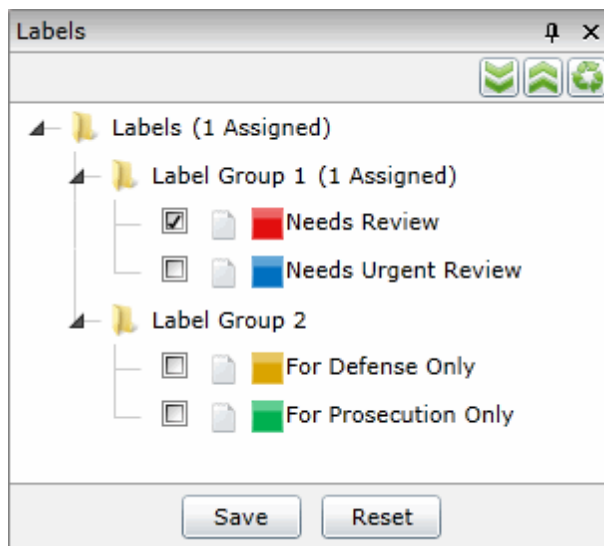 Labels
Labels (1 Assigned)
Label Group 1 (1 Assigned)
Needs Review
Needs Urgent Review
Label Group 2
For Defense Only
For Prosecution Only
Save Reset